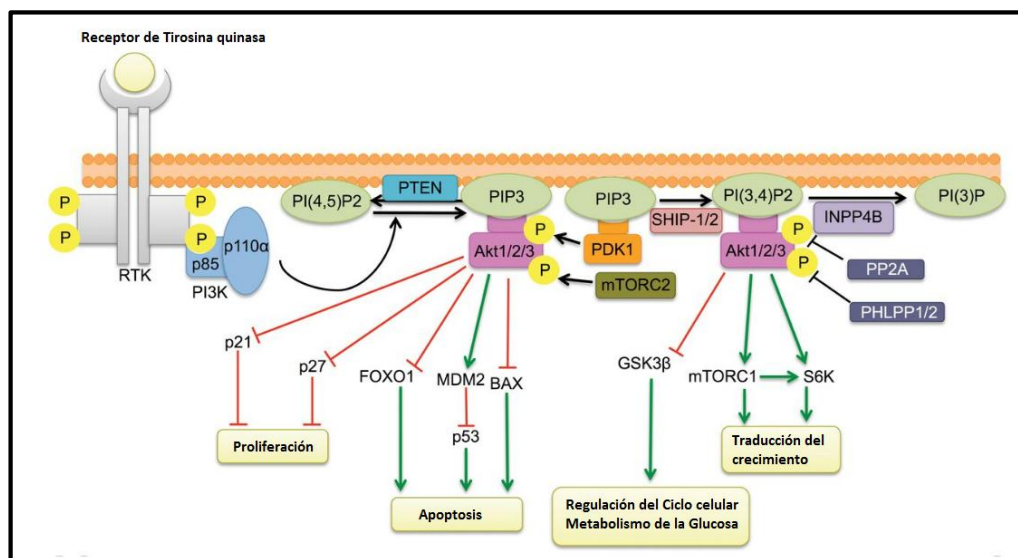 Receptor de Tirosina quinasa
P
P
P
P
RTK
p85
p110α
PI3K
PI(4,5)P2
PTEN
PIP3
Akt1/2/3
P
P
PIP3
PDK1
mTORC2
SHIP-1/2
PI(3,4)P2
Akt1/2/3
P
P
INPP4B
PI(3)P
PP2A
PHLPP1/2
p21
p27
FOXO1
MDM2
BAX
p53
GSK3β
mTORC1
S6K
Proliferación
Apoptosis
Regulación del Ciclo celular
Metabolismo de la Glucosa
Traducción del
crecimiento